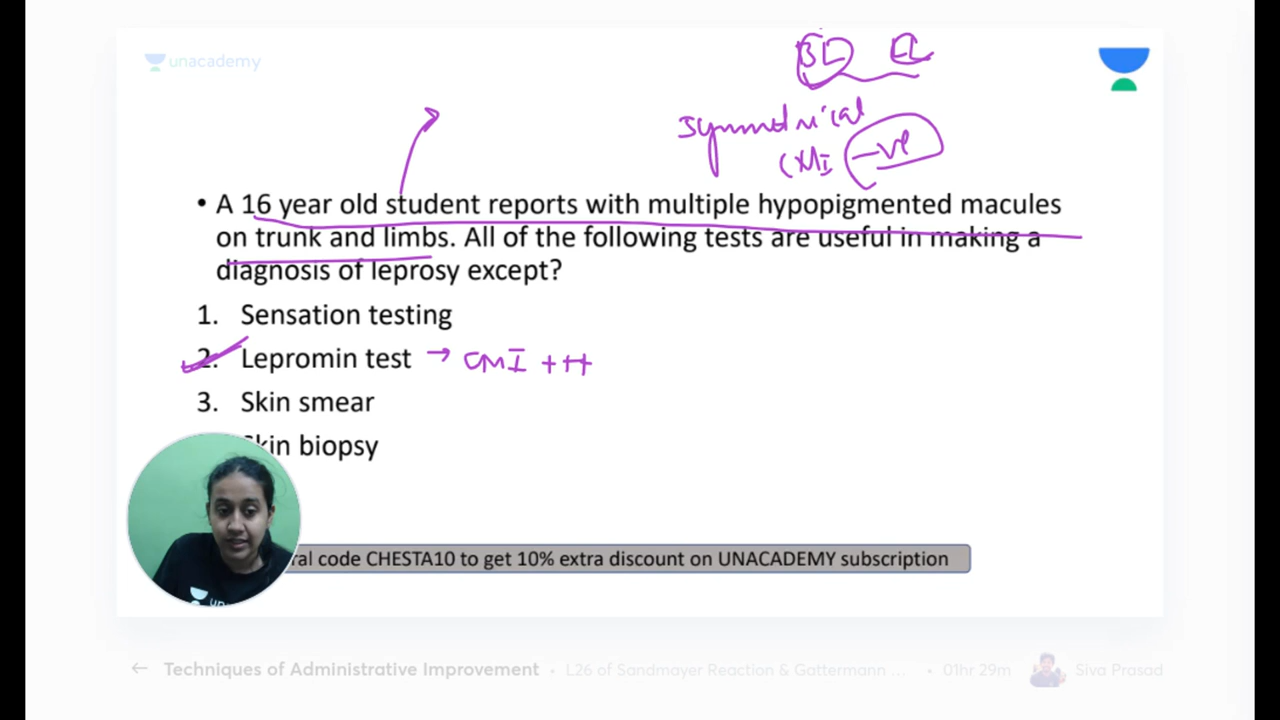 unacademy
BL LL
symmetrical
CMI -ve
• A 16 year old student reports with multiple hypopigmented macules
on trunk and limbs. All of the following tests are useful in making a
diagnosis of leprosy except?
1. Sensation testing
2. Lepromin test → CMI +++
3. Skin smear
Skin biopsy
ral code CHESTA10 to get 10% extra discount on UNACADEMY subscription
un
← Techniques of Administrative Improvement • L26 of Sandmayer Reaction & Gattermann ... • 01hr 29m Siva Prasad